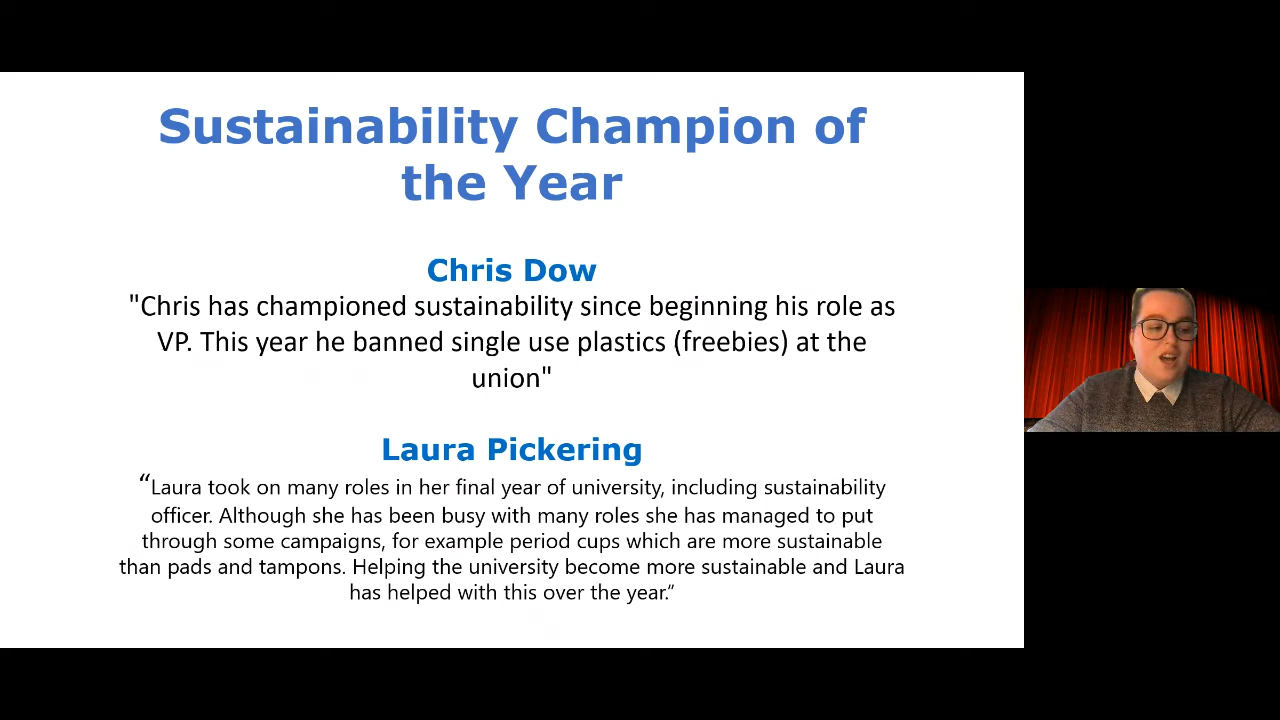 Sustainability Champion of
the Year
Chris Dow
"Chris has championed sustainability since beginning his role as
VP. This year he banned single use plastics (freebies) at the
union"
Laura Pickering
“Laura took on many roles in her final year of university, including sustainability
officer. Although she has been busy with many roles she has managed to put
through some campaigns, for example period cups which are more sustainable
than pads and tampons. Helping the university become more sustainable and Laura
has helped with this over the year.“